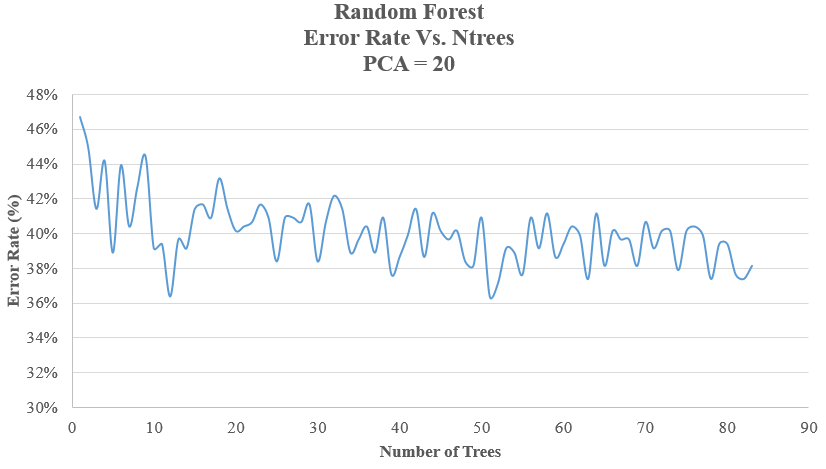 Random Forest
Error Rate Vs. Ntrees
PCA = 20
48%
46%
44%
42%
40%
38%
36%
34%
32%
30%
Error Rate (%)
0 10 20 30 40 50 60 70 80 90
Number of Trees